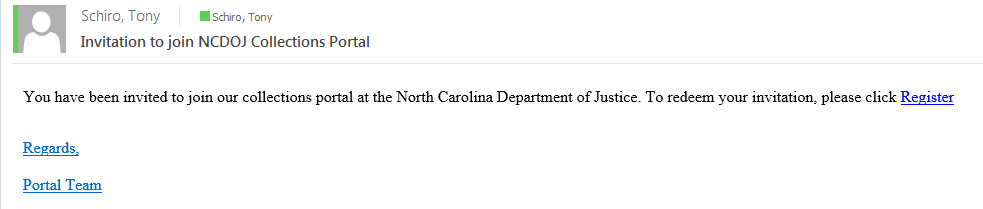 Schiro, Tony Schiro, Tony
Invitation to join NCDOJ Collections Portal
You have been invited to join our collections portal at the North Carolina Department of Justice. To redeem your invitation, please click Register
Regards,
Portal Team